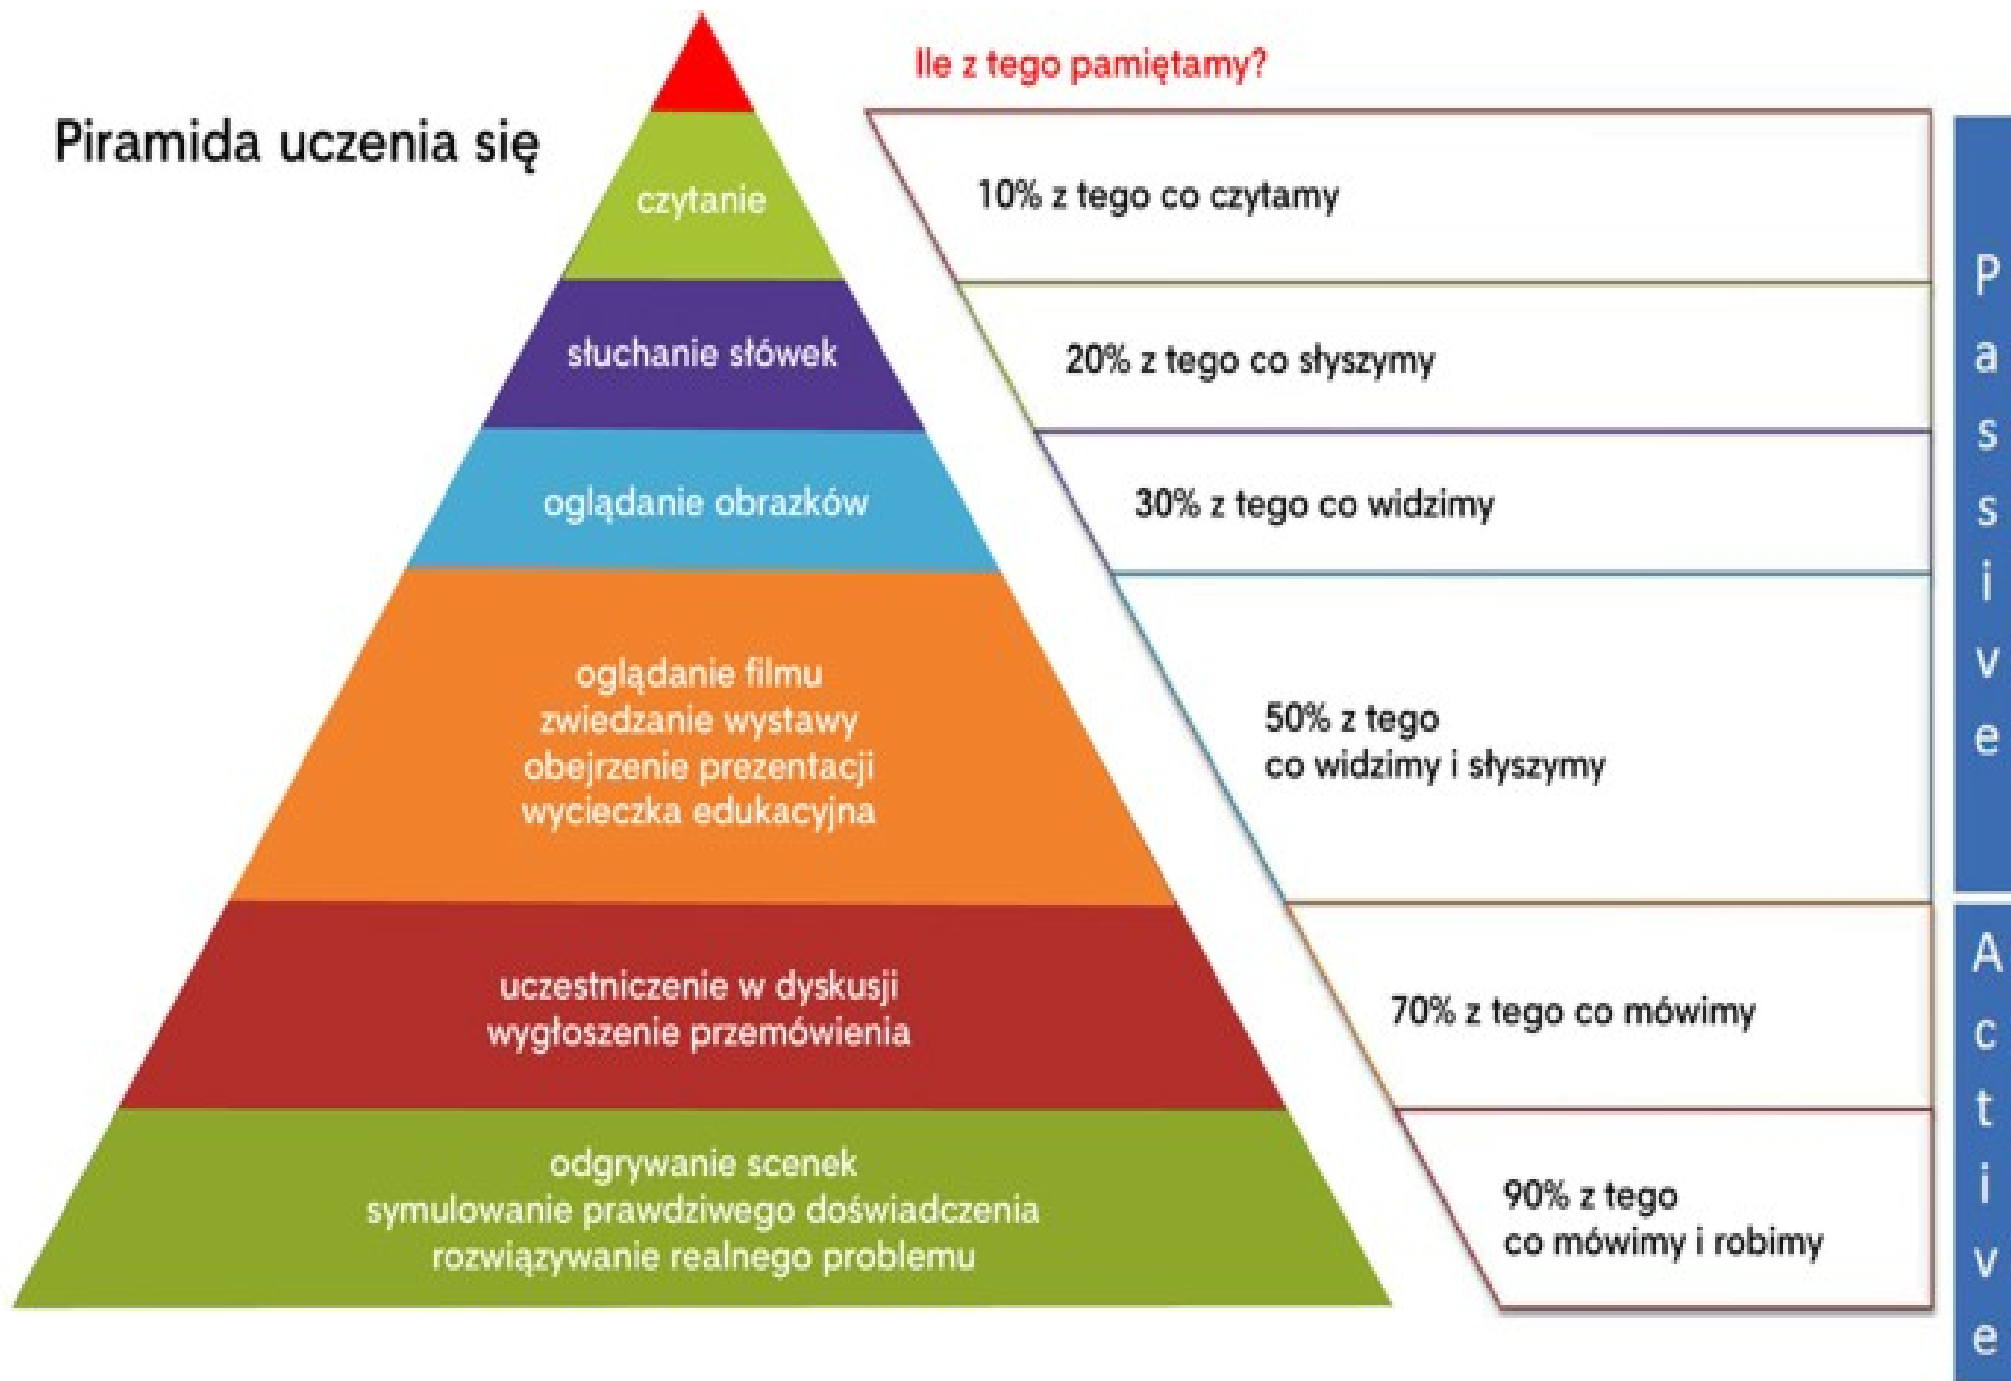 Ile z tego pamiętamy?
Piramida uczenia się
czytanie
10% z tego co czytamy
słuchanie słówek
20% z tego co słyszymy
oglądanie obrazków
30% z tego co widzimy
oglądanie filmu
zwiedzanie wystawy
obejrzenie prezentacji
wycieczka edukacyjna
50% z tego
co widzimy i słyszymy
uczestniczenie w dyskusji
wygłoszenie przemówienia
70% z tego co mówimy
odgrywanie scenek
symulowanie prawdziwego doświadczenia
rozwiązywanie realnego problemu
90% z tego
co mówimy i robimy
Passive
Active